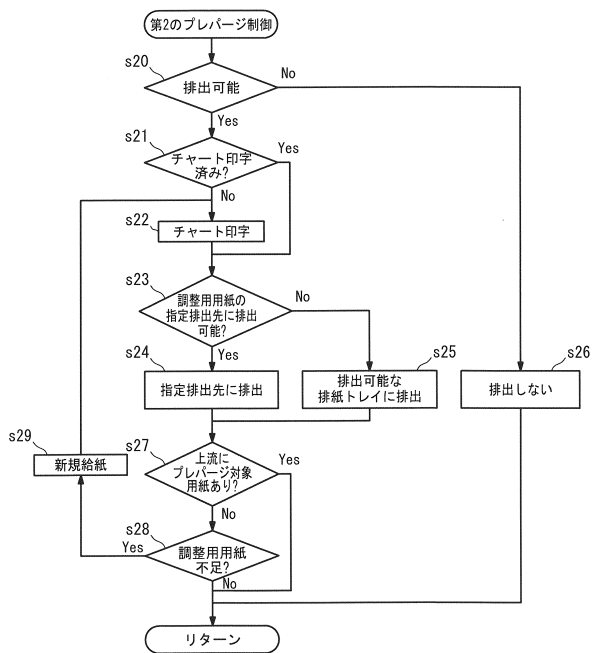 第2のプレパージ制御
s20
排出可能
No
Yes
s21
チャート印字
済み?
Yes
No
s22
チャート印字
s23
調整用用紙の
指定排出先に排出
可能?
No
Yes
s24
指定排出先に排出
s25
排出可能な
排紙トレイに排出
s26
排出しない
s27
上流に
プレパージ対象
用紙あり?
Yes
No
s28
調整用用紙
不足?
Yes
No
s29
新規給紙
リターン